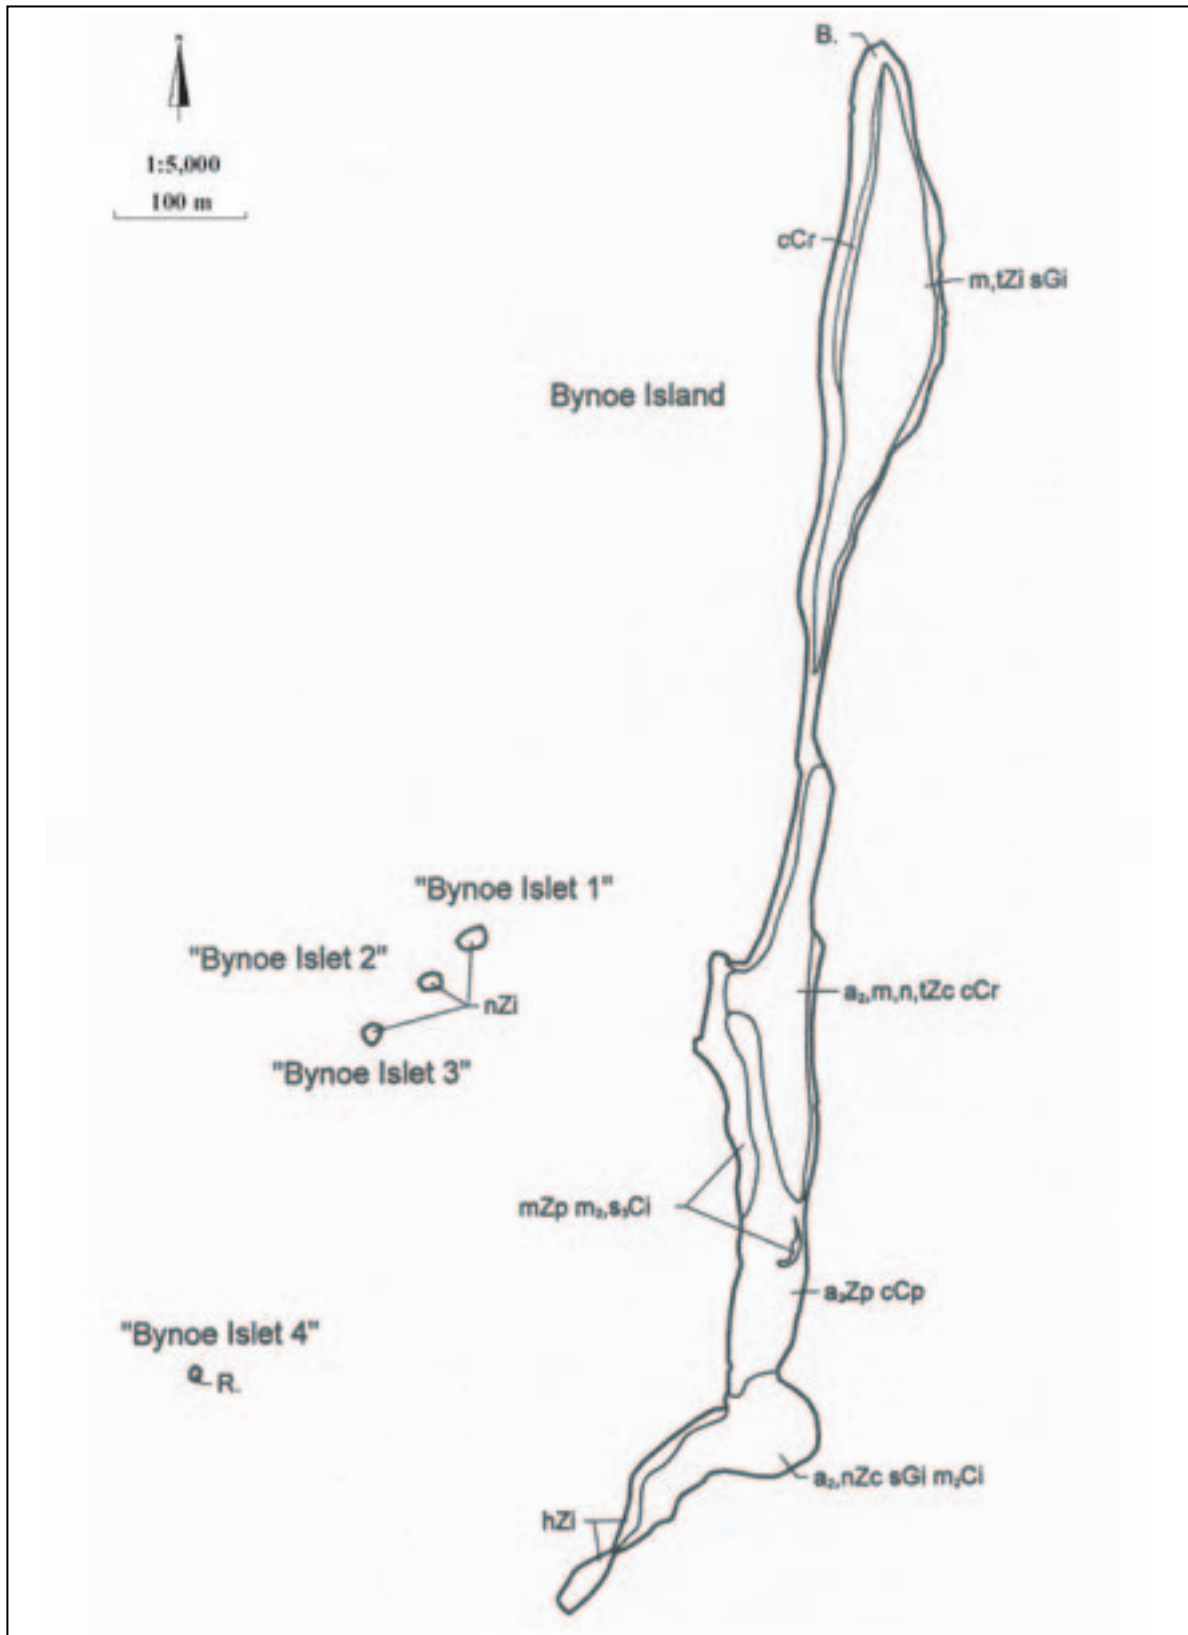 B.
N
1:5,000
100 m
cCr
m,tZi sGi
Bynoe Island
"Bynoe Islet 1"
"Bynoe Islet 2"
nZi
a₂,m,n,tZc cCr
"Bynoe Islet 3"
mZp m₂,s₃Ci
a₂Zp cCp
"Bynoe Islet 4"
R.
a₂,nZc sGi m₂Ci
hZi